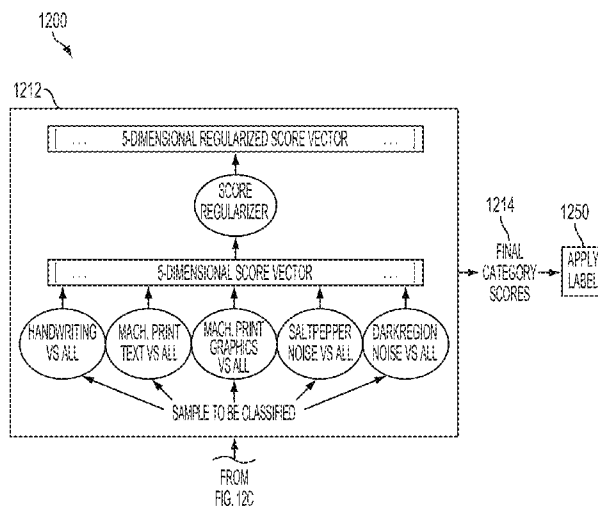 1200
1212
... 5-DIMENSIONAL REGULARIZED SCORE VECTOR ...
SCORE
REGULARIZER
... 5-DIMENSIONAL SCORE VECTOR ...
HANDWRITING
VS ALL
MACH. PRINT
TEXT VS ALL
MACH. PRINT
GRAPHICS
VS ALL
SALTPEPPER
NOISE VS ALL
DARKREGION
NOISE VS ALL
SAMPLE TO BE CLASSIFIED
1214
FINAL
CATEGORY
SCORES
1250
APPLY
LABEL
FROM
FIG. 12C